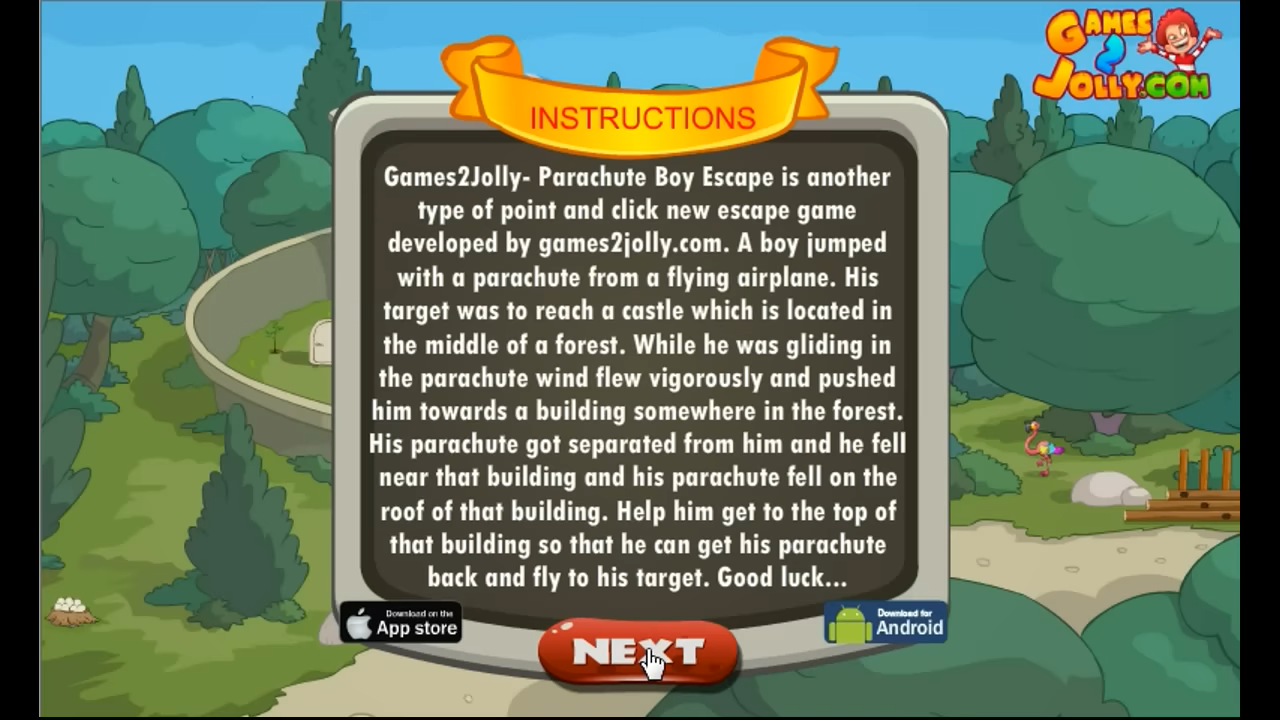 GAMES
2
JOLLY.COM
INSTRUCTIONS
Games2Jolly- Parachute Boy Escape is another
type of point and click new escape game
developed by games2jolly.com. A boy jumped
with a parachute from a flying airplane. His
target was to reach a castle which is located in
the middle of a forest. While he was gliding in
the parachute wind flew vigorously and pushed
him towards a building somewhere in the forest.
His parachute got separated from him and he fell
near that building and his parachute fell on the
roof of that building. Help him get to the top of
that building so that he can get his parachute
back and fly to his target. Good luck...
Download on the
App store
Download for
Android
NEXT